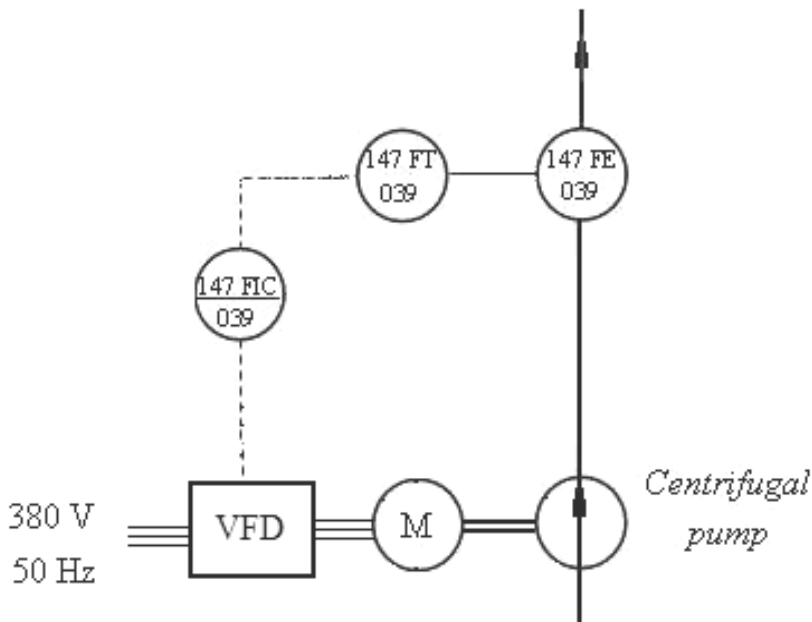 147 FT
039
147 FE
039
147 FIC
039
380 V
50 Hz
VFD
M
Centrifugal
pump